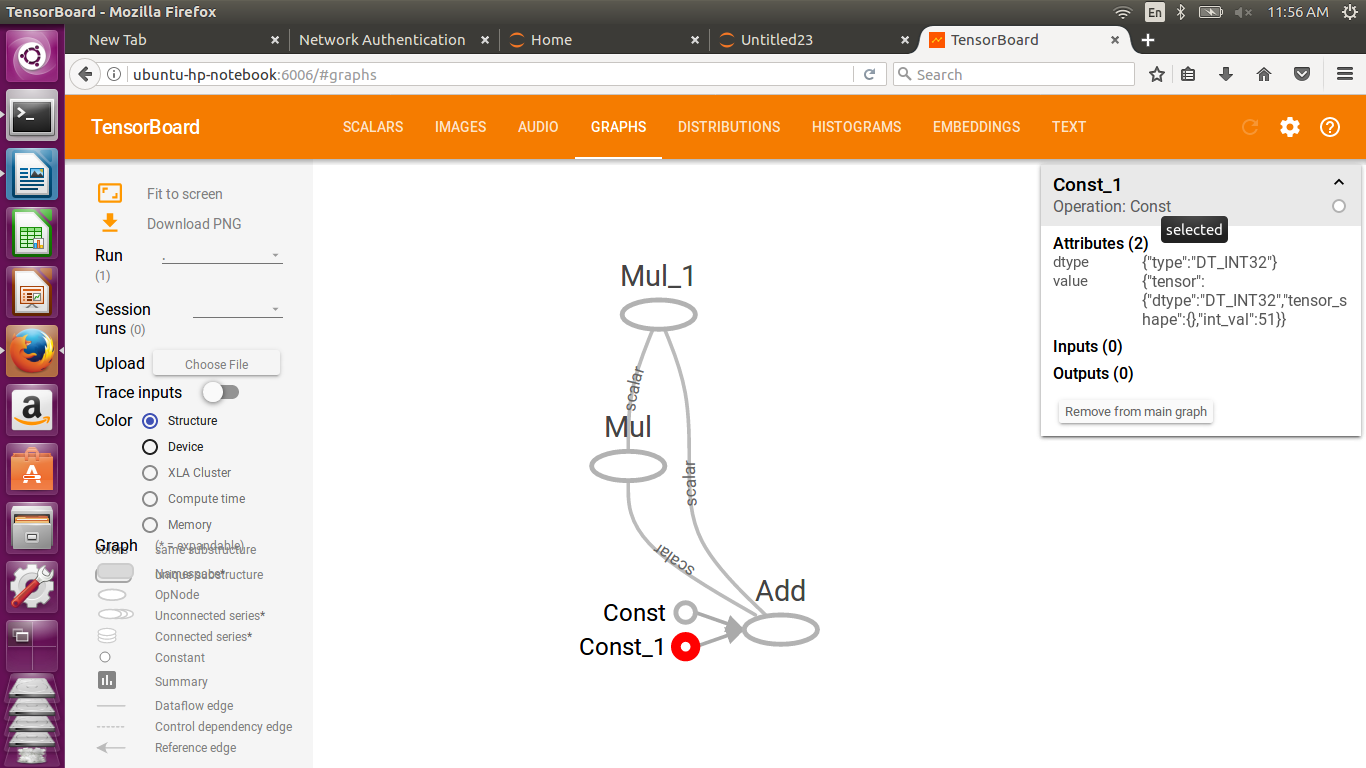 TensorBoard - Mozilla Firefox
En
11:56 AM
New Tab
Network Authentication
Home
Untitled23
TensorBoard
ubuntu-hp-notebook:6006/#graphs
Search
TensorBoard
SCALARS
IMAGES
AUDIO
GRAPHS
DISTRIBUTIONS
HISTOGRAMS
EMBEDDINGS
TEXT
Fit to screen
Download PNG
Run
(1)
.
Session
runs (0)
Upload
Choose File
Trace inputs
Color
Structure
Device
XLA Cluster
Compute time
Memory
Graph
(* = expandable)
colors
same substructure
Namespace*
unique substructure
OpNode
Unconnected series*
Connected series*
Constant
Summary
Dataflow edge
Control dependency edge
Reference edge
Mul_1
scalar
Mul
scalar
scalar
Add
Const
Const_1
Const_1
Operation: Const
selected
Attributes (2)
dtype
{"type":"DT_INT32"}
value
{"tensor":
{"dtype":"DT_INT32","tensor_s
hape":{},"int_val":51}}
Inputs (0)
Outputs (0)
Remove from main graph